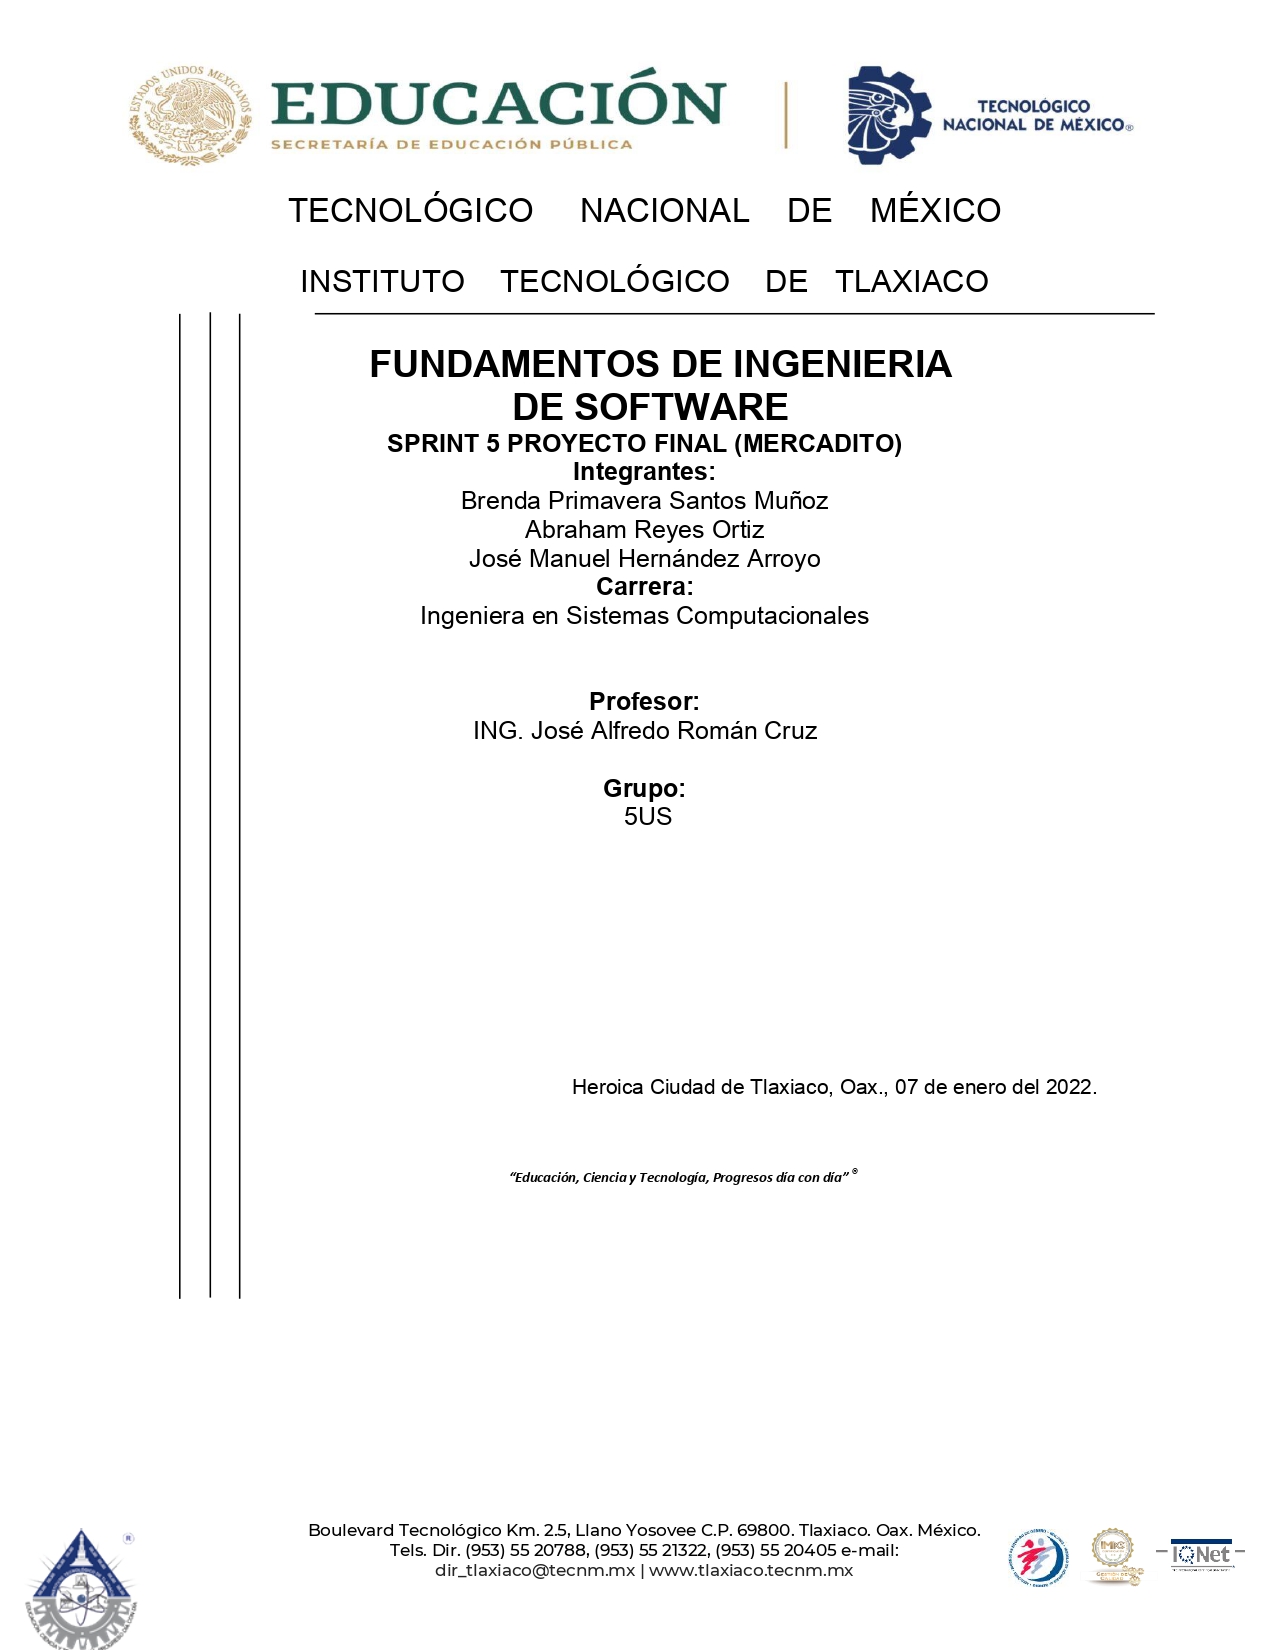 ESTADOS UNIDOS MEXICANOS
EDUCACIÓN
SECRETARÍA DE EDUCACIÓN PÚBLICA
TECNOLÓGICO
NACIONAL DE MÉXICO®
TECNOLÓGICO NACIONAL DE MÉXICO
INSTITUTO TECNOLÓGICO DE TLAXIACO
FUNDAMENTOS DE INGENIERIA
DE SOFTWARE
SPRINT 5 PROYECTO FINAL (MERCADITO)
Integrantes:
Brenda Primavera Santos Muñoz
Abraham Reyes Ortiz
José Manuel Hernández Arroyo
Carrera:
Ingeniera en Sistemas Computacionales
Profesor:
ING. José Alfredo Román Cruz
Grupo:
5US
Heroica Ciudad de Tlaxiaco, Oax., 07 de enero del 2022.
“Educación, Ciencia y Tecnología, Progresos día con día” ®
Boulevard Tecnológico Km. 2.5, Llano Yosovee C.P. 69800. Tlaxiaco. Oax. México.
Tels. Dir. (953) 55 20788, (953) 55 21322, (953) 55 20405 e-mail:
dir_tlaxiaco@tecnm.mx | www.tlaxiaco.tecnm.mx
®
IQNet